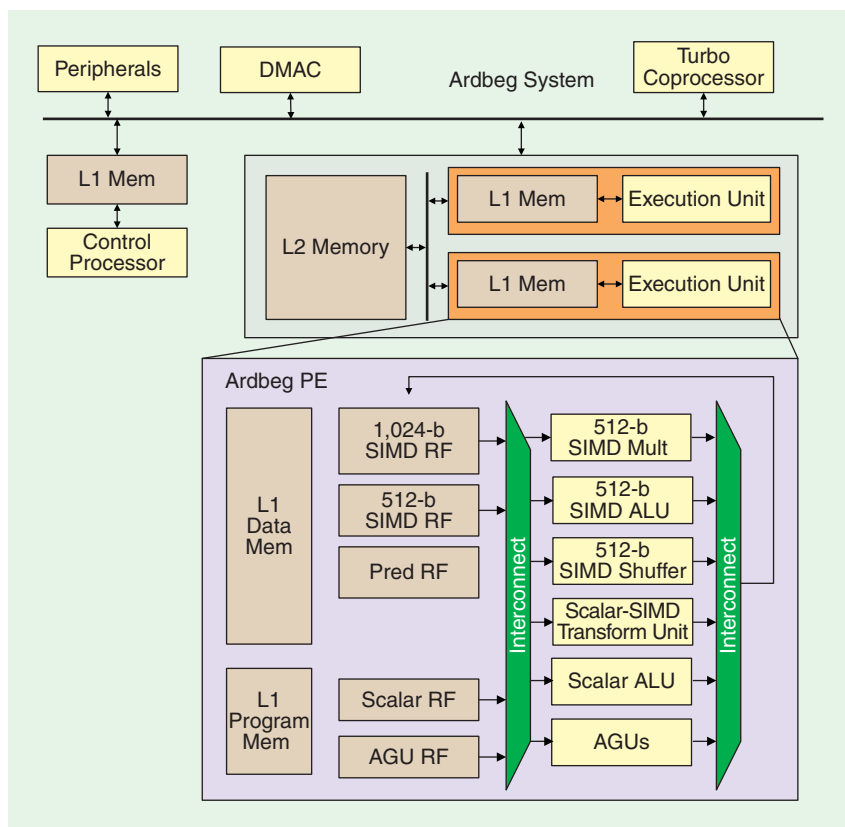 Peripherals
DMAC
Ardbeg System
Turbo
Coprocessor
L1 Mem
Control
Processor
L2 Memory
L1 Mem
Execution Unit
L1 Mem
Execution Unit
Ardbeg PE
L1
Data
Mem
L1
Program
Mem
1,024-b
SIMD RF
512-b
SIMD RF
Pred RF
Scalar RF
AGU RF
Interconnect
512-b
SIMD Mult
512-b
SIMD ALU
512-b
SIMD Shuffer
Scalar-SIMD
Transform Unit
Scalar ALU
AGUs
Interconnect